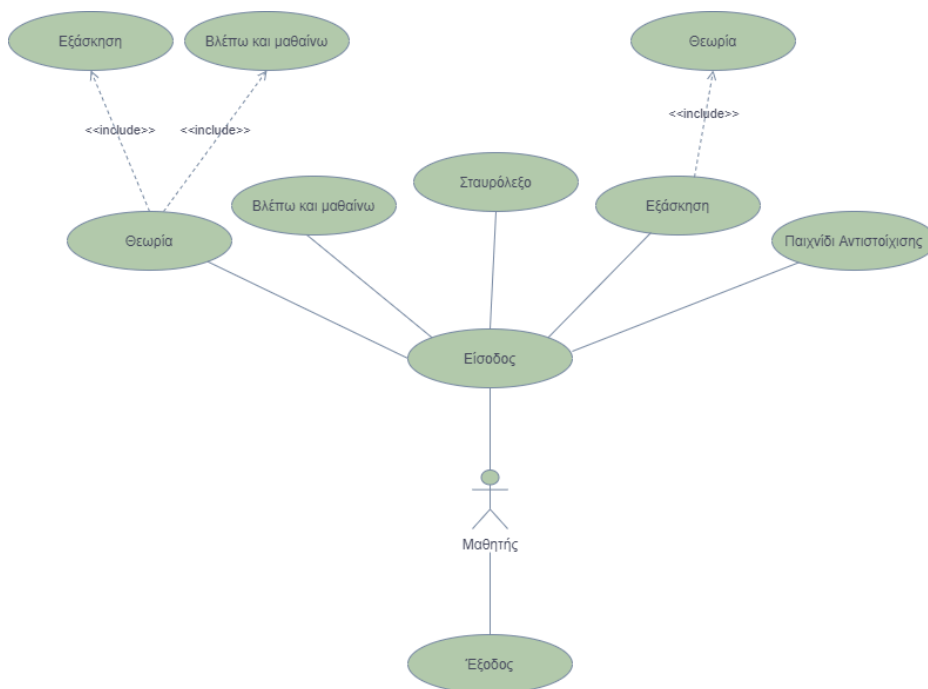 Εξάσκηση
Βλέπω και μαθαίνω
Θεωρία
<<include>>
<<include>>
<<include>>
Σταυρόλεξο
Βλέπω και μαθαίνω
Εξάσκηση
Θεωρία
Παιχνίδι Αντιστοίχισης
Είσοδος
Μαθητής
Έξοδος